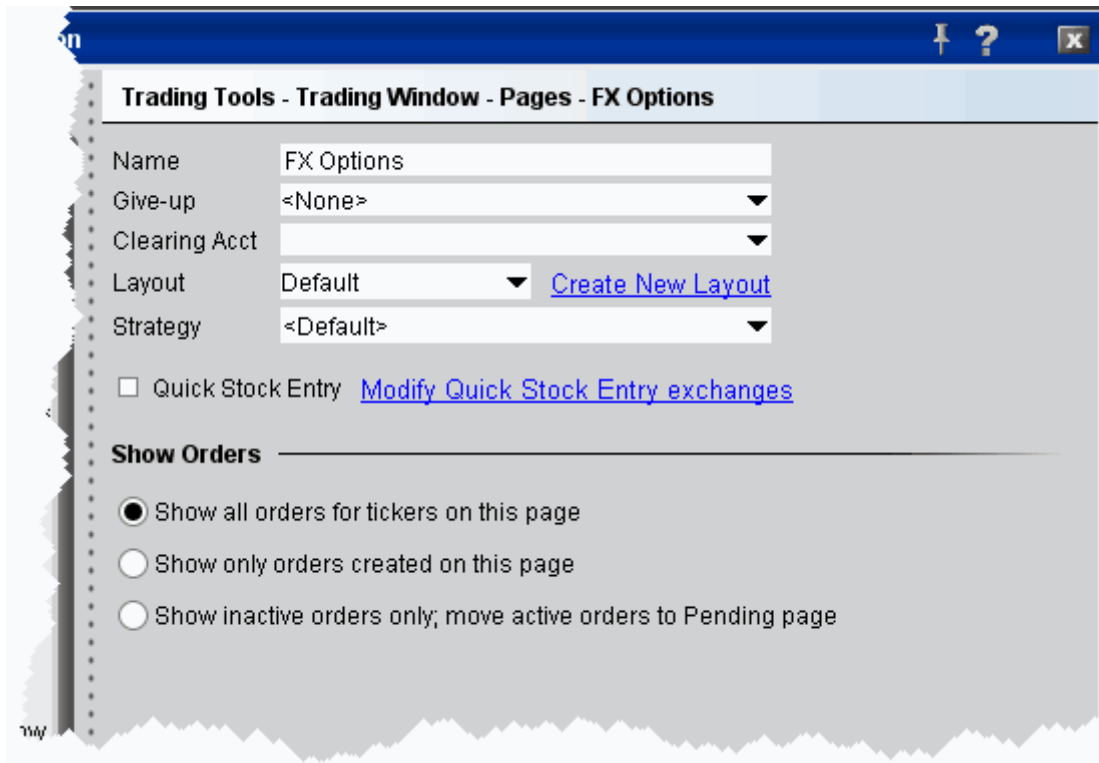 on ?
Trading Tools - Trading Window - Pages - FX Options
Name FX Options
Give-up <None>
Clearing Acct
Layout Default Create New Layout
Strategy <Default>
Quick Stock Entry Modify Quick Stock Entry exchanges
Show Orders
Show all orders for tickers on this page
Show only orders created on this page
Show inactive orders only; move active orders to Pending page